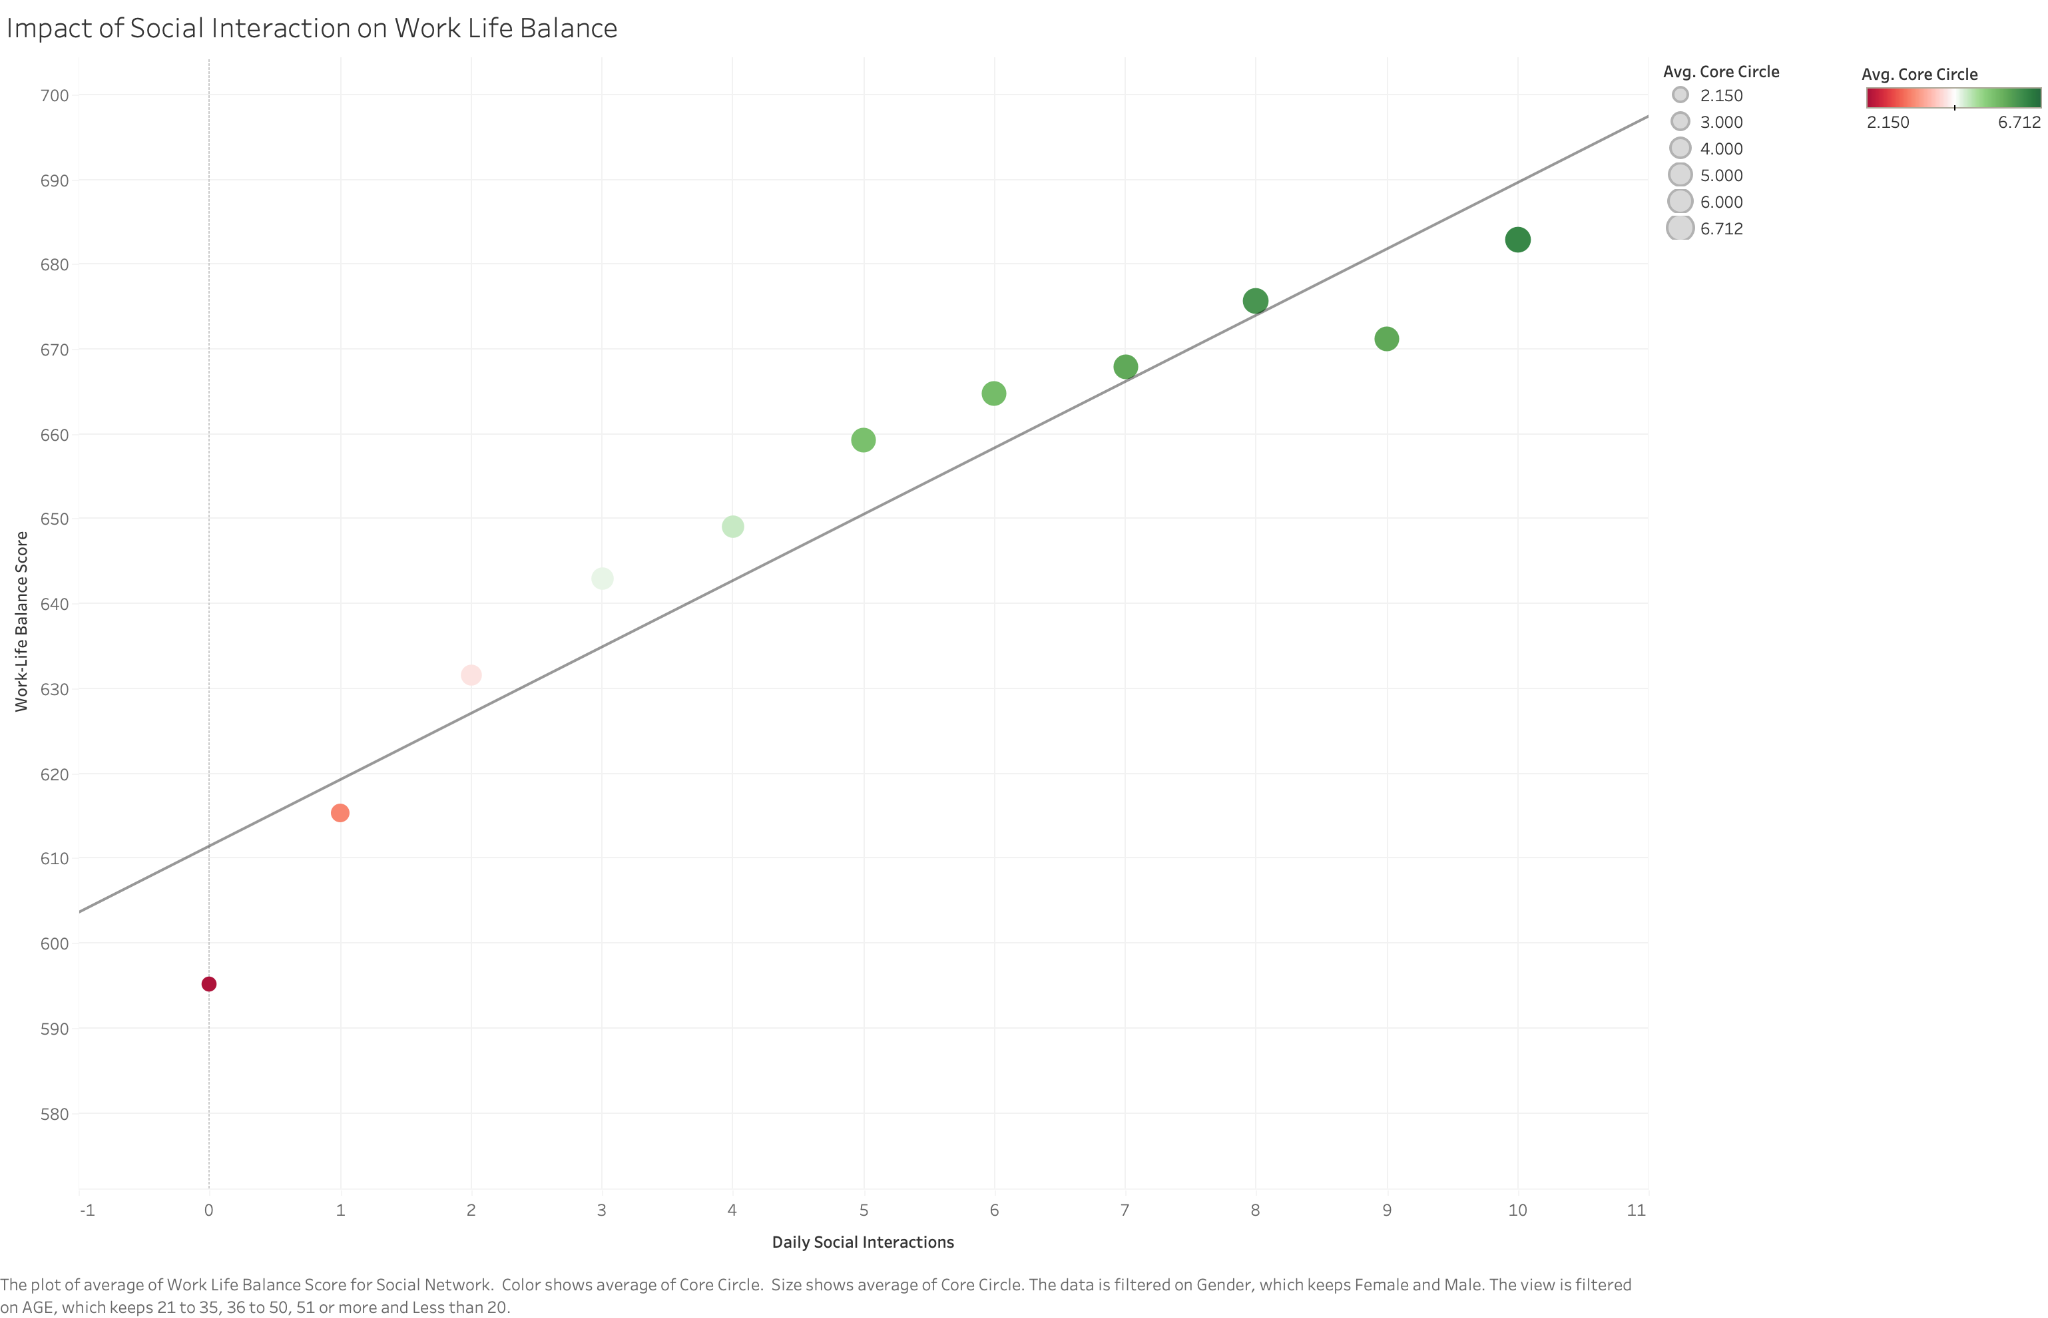 Impact of Social Interaction on Work Life Balance
700
690
680
670
660
650
640
630
620
610
600
590
580
Work-Life Balance Score
-1 0 1 2 3 4 5 6 7 8 9 10 11
Daily Social Interactions
Avg. Core Circle
2.150
3.000
4.000
5.000
6.000
6.712
Avg. Core Circle
2.150 6.712
The plot of average of Work Life Balance Score for Social Network. Color shows average of Core Circle. Size shows average of Core Circle. The data is filtered on Gender, which keeps Female and Male. The view is filtered
on AGE, which keeps 21 to 35, 36 to 50, 51 or more and Less than 20.